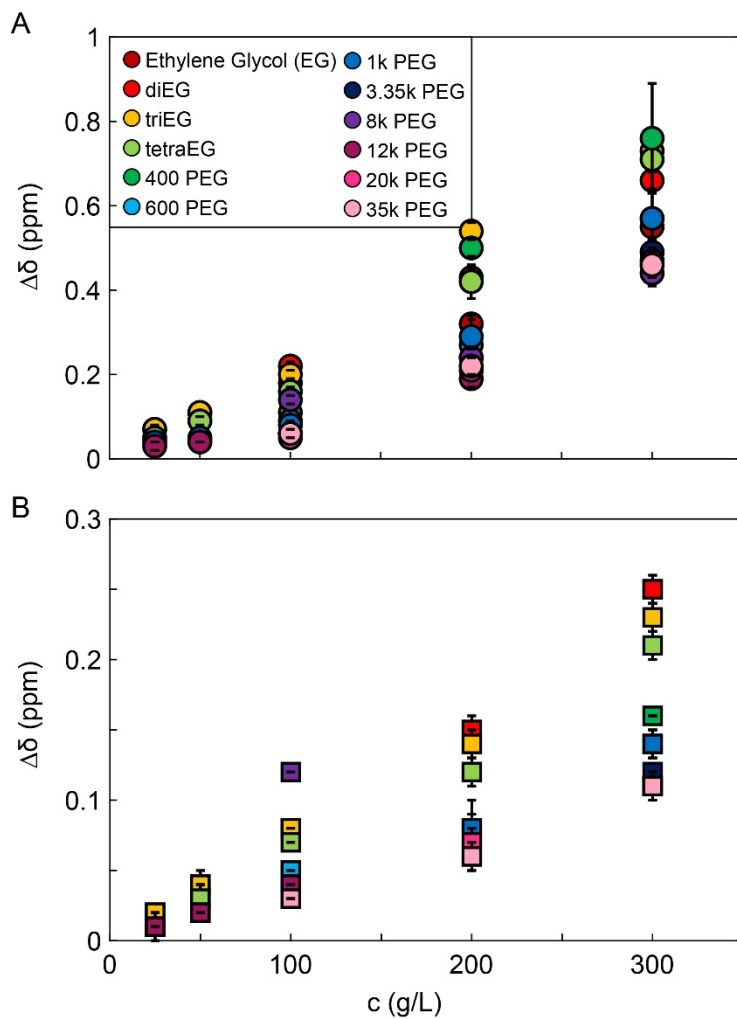 A
1
0.8
0.6
0.4
0.2
0
Δδ (ppm)
Ethylene Glycol (EG)
diEG
triEG
tetraEG
400 PEG
600 PEG
1k PEG
3.35k PEG
8k PEG
12k PEG
20k PEG
35k PEG
B
0.3
0.2
0.1
0
Δδ (ppm)
0
100
200
300
c (g/L)